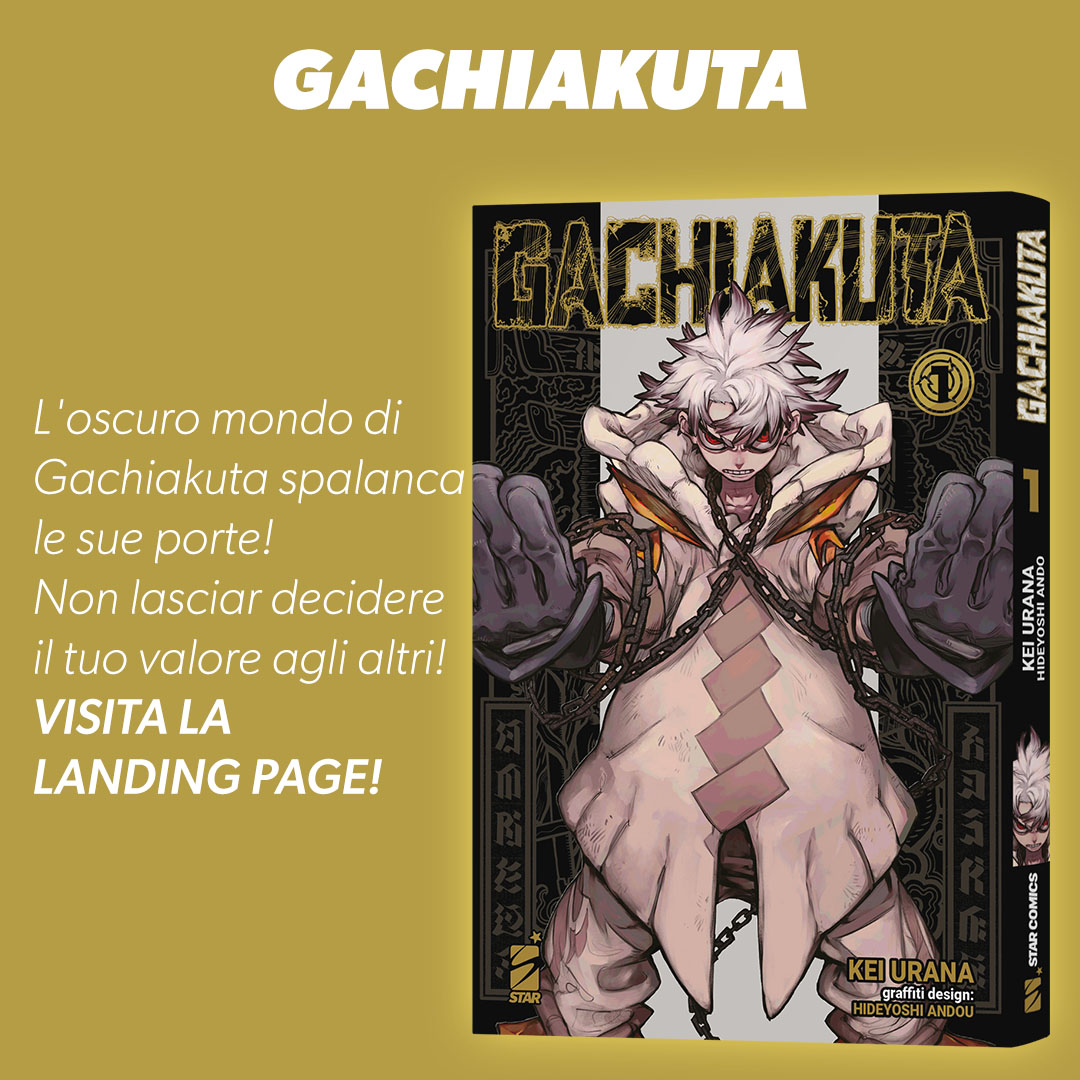 GACHIAKUTA
L'oscuro mondo di
Gachiakuta spalanca
le sue porte!
Non lasciar decidere
il tuo valore agli altri!
VISITA LA
LANDING PAGE!
GACHIAKUTA
1
KEI URANA
graffiti design:
HIDEYOSHI ANDOU
STAR
GACHIAKUTA
1
KEI URANA
HIDEYOSHI ANDO
STAR COMICS